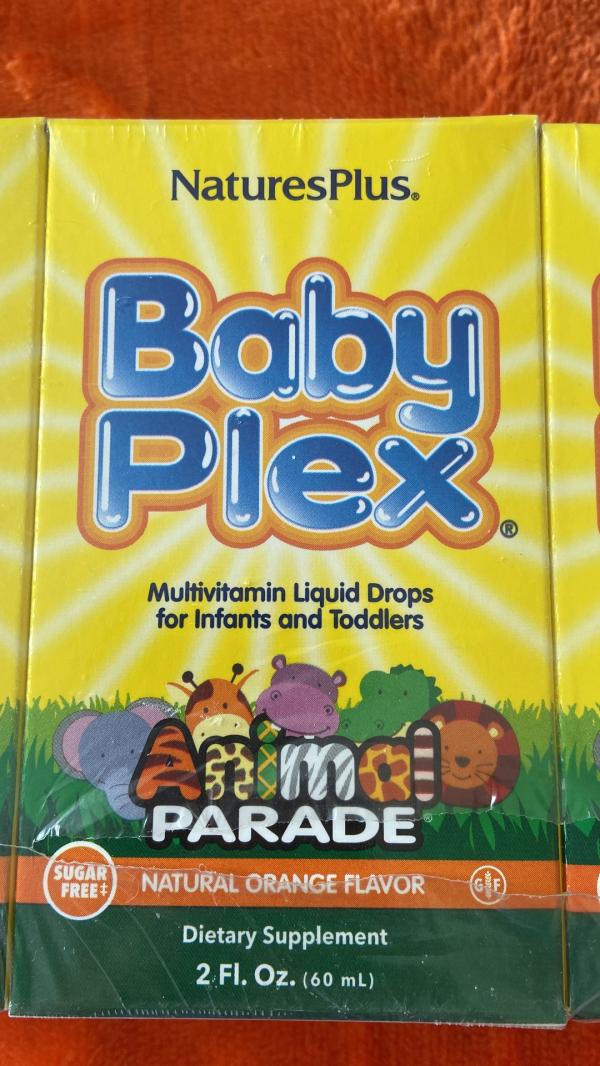 NaturesPlus®
Baby
Plex®
Multivitamin Liquid Drops
for Infants and Toddlers
Animal
PARADE®
SUGAR
FREE‡
NATURAL ORANGE FLAVOR
GF
Dietary Supplement
2 Fl. Oz. (60 mL)